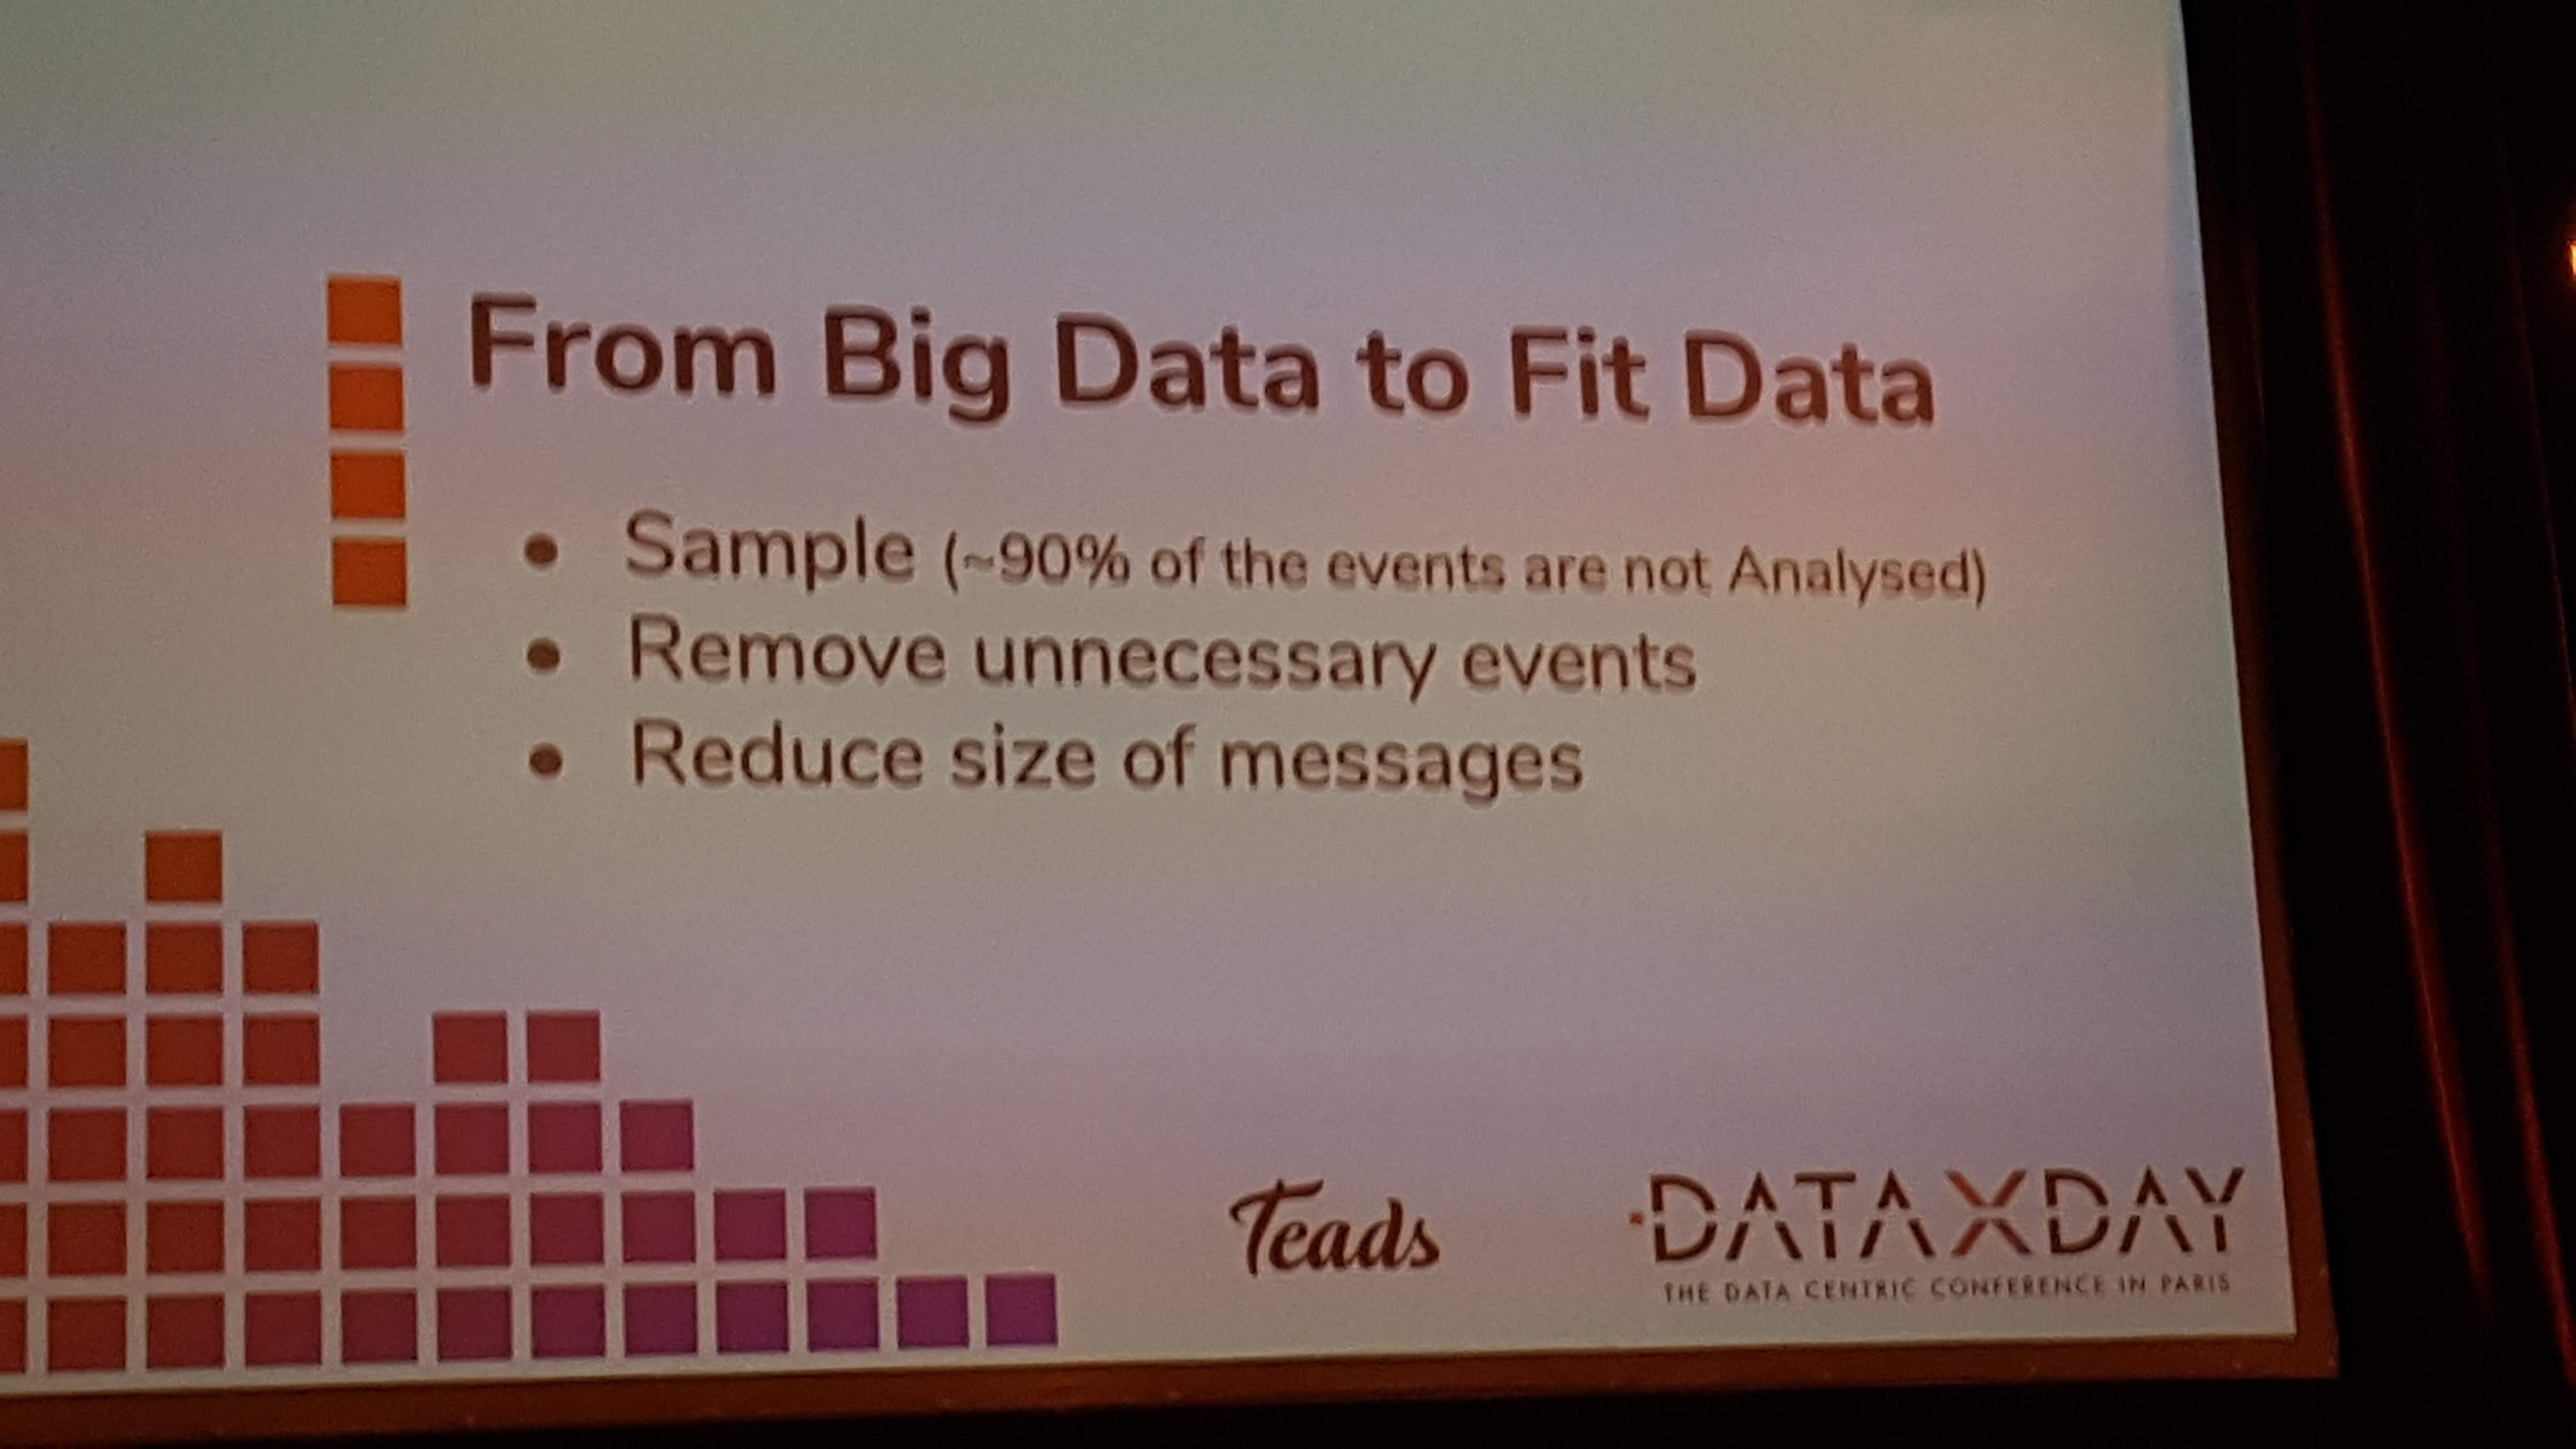 From Big Data to Fit Data
• Sample (~90% of the events are not Analysed)
• Remove unnecessary events
• Reduce size of messages
Teads
DATAXDAY
THE DATA CENTRIC CONFERENCE IN PARIS